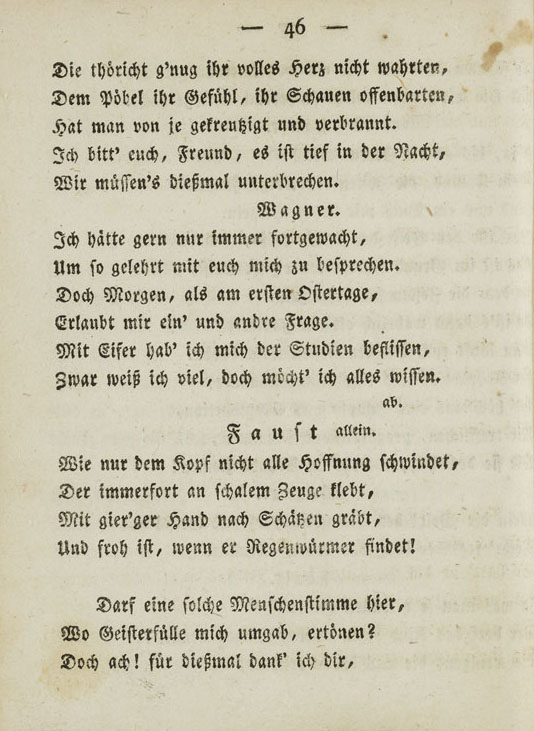 — 46 —
Die thöricht g'nug ihr volles Herz nicht wahrten,
Dem Pöbel ihr Gefühl, ihr Schauen offenbarten,
Hat man von je gekreutzigt und verbrannt.
Ich bitt' euch, Freund, es ist tief in der Nacht,
Wir müssen's dießmal unterbrechen.
Wagner.
Ich hätte gern nur immer fortgewacht,
Um so gelehrt mit euch mich zu besprechen.
Doch Morgen, als am ersten Ostertage,
Erlaubt mir ein' und andre Frage.
Mit Eifer hab' ich mich der Studien beflissen,
Zwar weiß ich viel, doch möcht' ich alles wissen.
ab.
Faust allein.
Wie nur dem Kopf nicht alle Hoffnung schwindet,
Der immerfort an schalem Zeuge klebt,
Mit gier'ger Hand nach Schätzen gräbt,
Und froh ist, wenn er Regenwürmer findet!
Darf eine solche Menschenstimme hier,
Wo Geisterfülle mich umgab, ertönen?
Doch ach! für dießmal dank' ich dir,